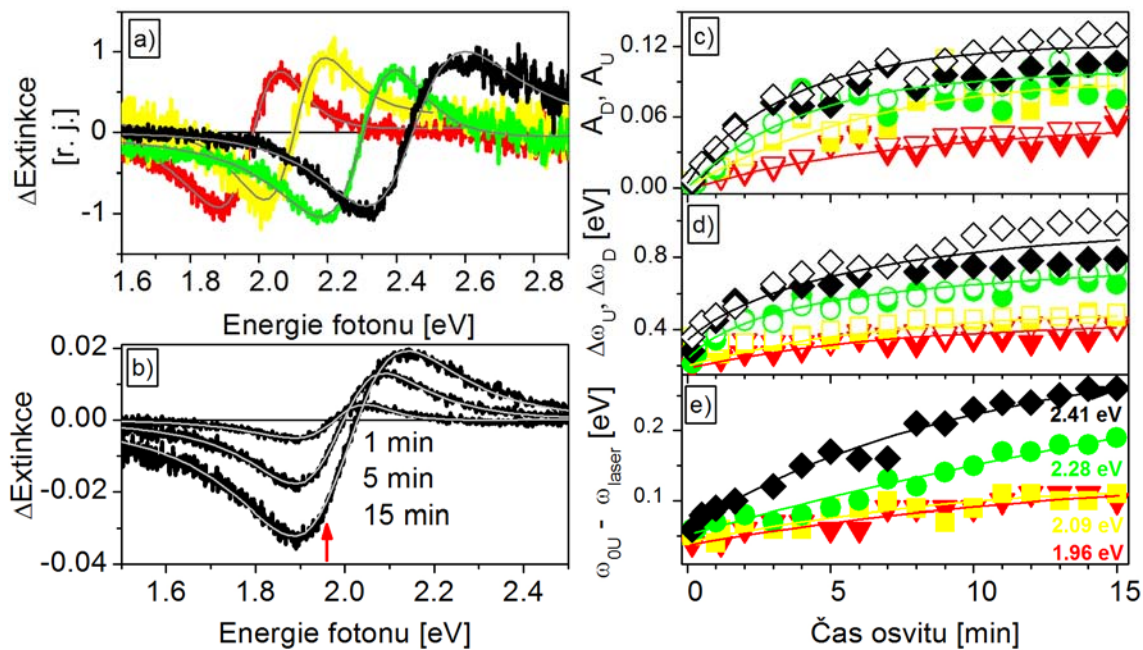 a)
ΔExtinkce
[r. j.]
1
0
-1
1.6 1.8 2.0 2.2 2.4 2.6 2.8
Energie fotonu [eV]
b)
ΔExtinkce
0.02
0.00
-0.02
-0.04
1 min
5 min
15 min
1.6 1.8 2.0 2.2 2.4
Energie fotonu [eV]
c)
A_D, A_U
0.12
0.06
0.00
d)
Δω_U, Δω_D [eV]
0.8
0.4
e)
ω_0U - ω_laser [eV]
0.2
0.1
2.41 eV
2.28 eV
2.09 eV
1.96 eV
0 5 10 15
Čas osvitu [min]